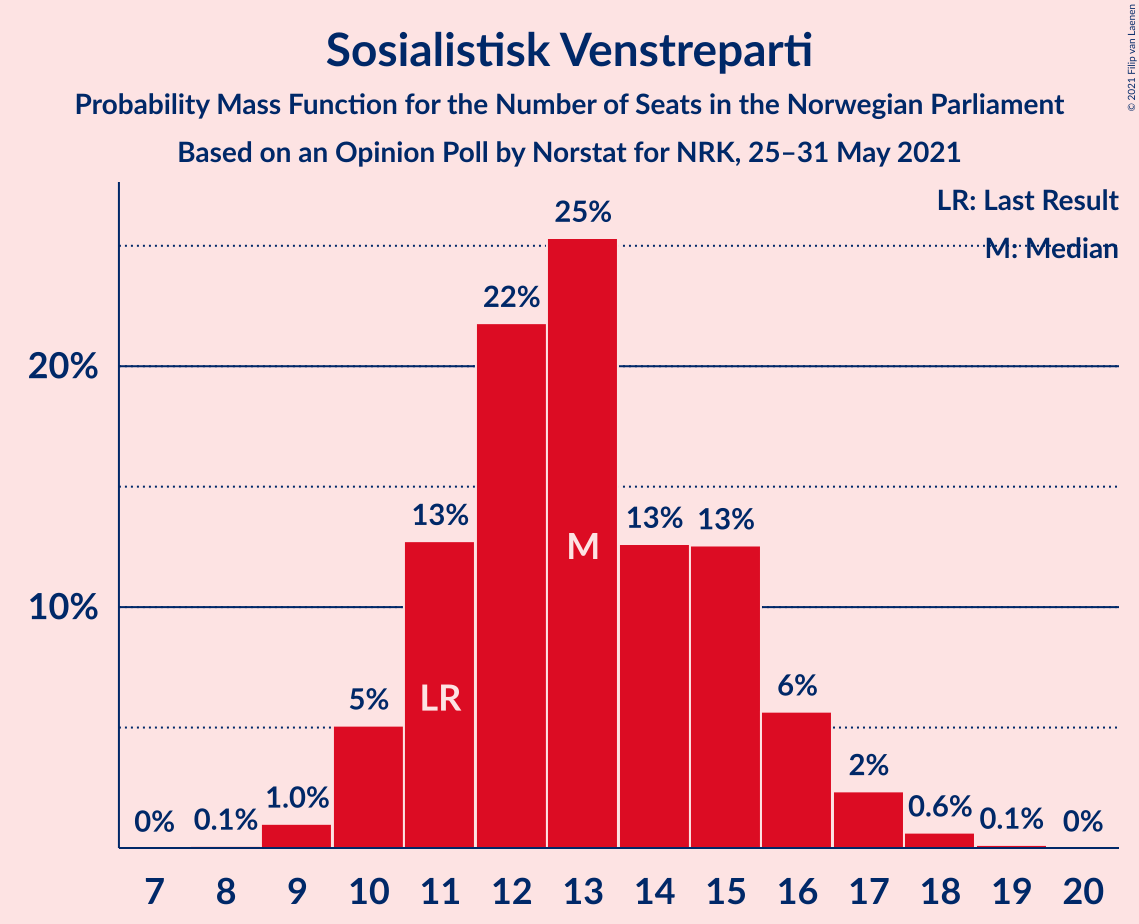 Sosialistisk Venstreparti
Probability Mass Function for the Number of Seats in the Norwegian Parliament
Based on an Opinion Poll by Norstat for NRK, 25–31 May 2021
© 2021 Filip van Laenen
LR: Last Result
M: Median
25%
22%
20%
13%
13%
13%
M
10%
6%
5%
LR
2%
1.0%
0.6%
0%
0.1%
0.1%
0%
7 8 9 10 11 12 13 14 15 16 17 18 19 20